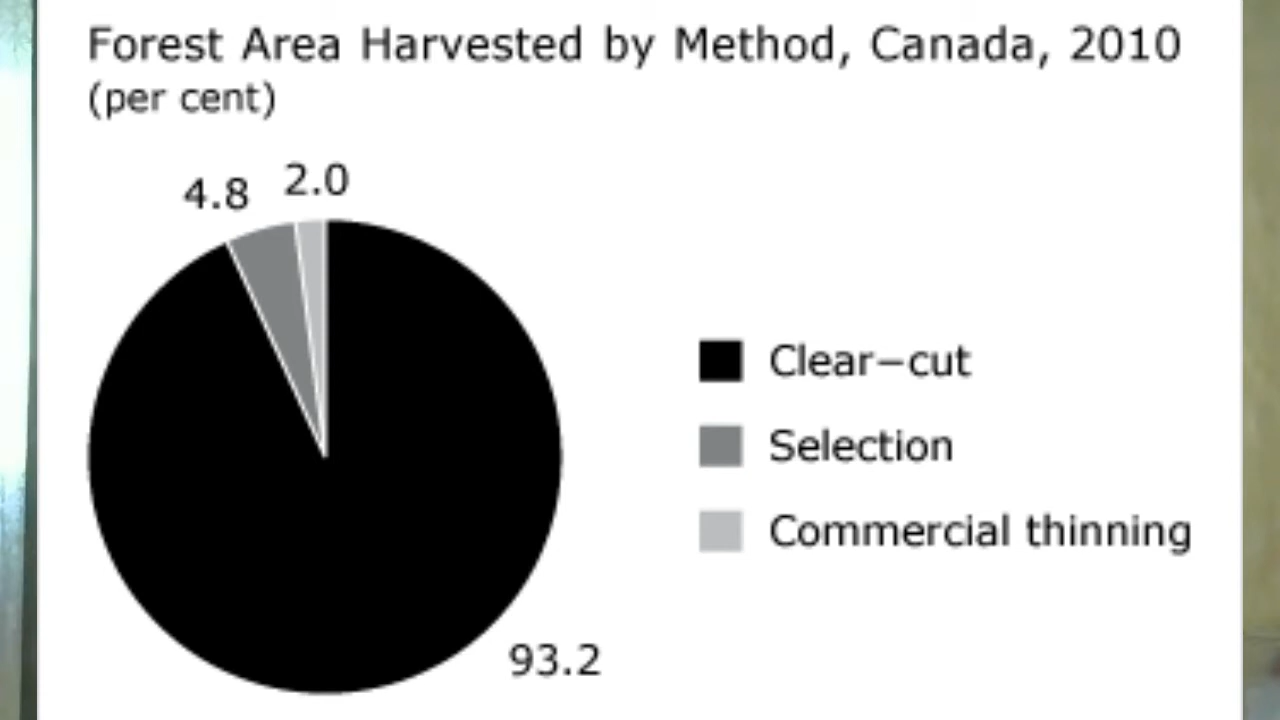 Forest Area Harvested by Method, Canada, 2010
(per cent)
4.8 2.0
Clear-cut
Selection
Commercial thinning
93.2